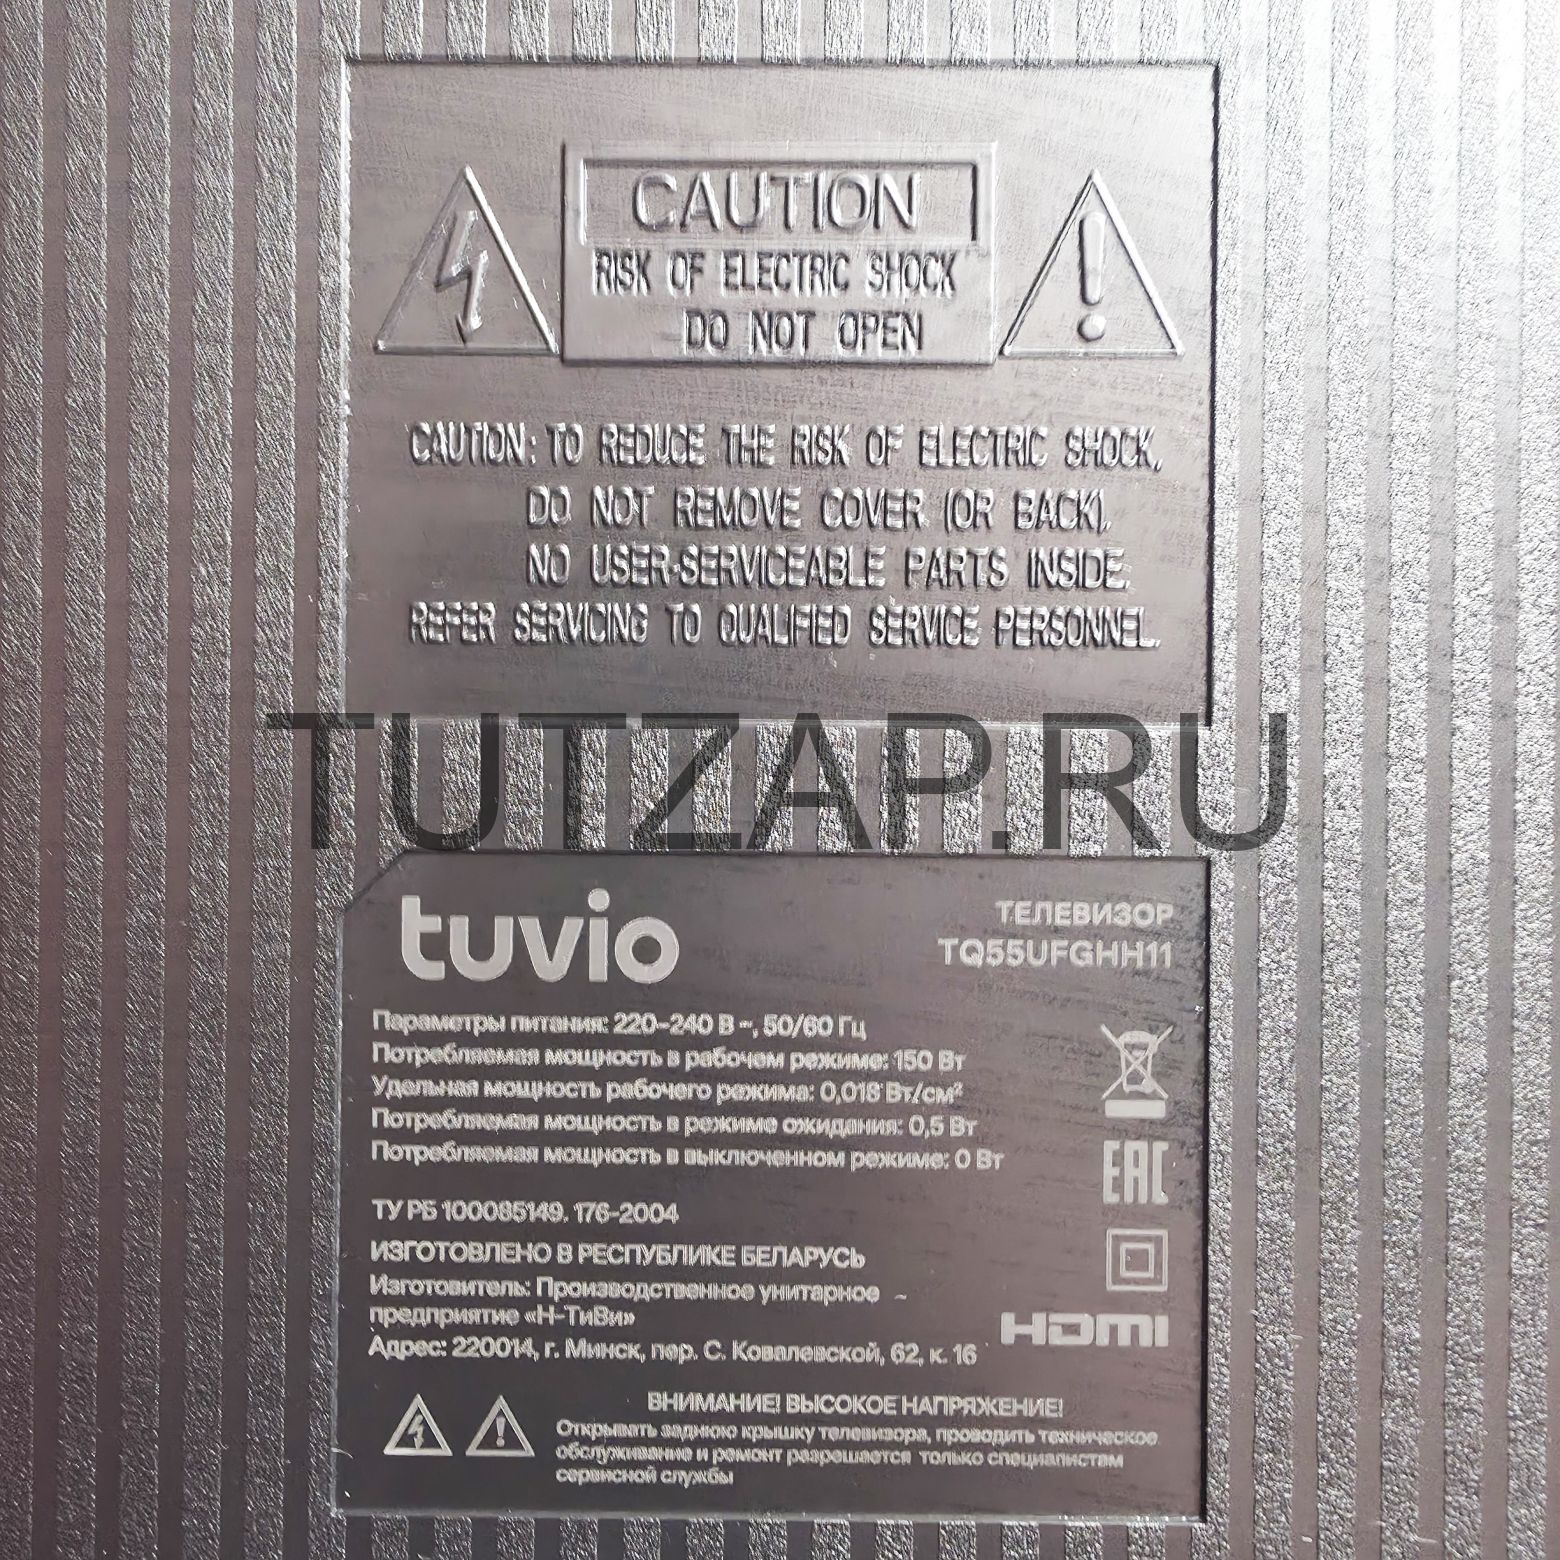 CAUTION
RISK OF ELECTRIC SHOCK
DO NOT OPEN
CAUTION: TO REDUCE THE RISK OF ELECTRIC SHOCK,
DO NOT REMOVE COVER (OR BACK).
NO USER-SERVICEABLE PARTS INSIDE.
REFER SERVICING TO QUALIFIED SERVICE PERSONNEL.
TUTZAP.RU
tuvio
ТЕЛЕВИЗОР
TQ55UFGHH11
Параметры питания: 220-240 В ~, 50/60 Гц
Потребляемая мощность в рабочем режиме: 150 Вт
Удельная мощность рабочего режима: 0,018 Вт/см²
Потребляемая мощность в режиме ожидания: 0,5 Вт
Потребляемая мощность в выключенном режиме: 0 Вт
ТУ РБ 100085149. 176-2004
ИЗГОТОВЛЕНО В РЕСПУБЛИКЕ БЕЛАРУСЬ
Изготовитель: Производственное унитарное
предприятие «Н-ТиВи»
Адрес: 220014, г. Минск, пер. С. Ковалевской, 62, к. 16
EAC
HDMI
ВНИМАНИЕ! ВЫСОКОЕ НАПРЯЖЕНИЕ!
Открывать заднюю крышку телевизора, проводить техническое
обслуживание и ремонт разрешается только специалистам
сервисной службы